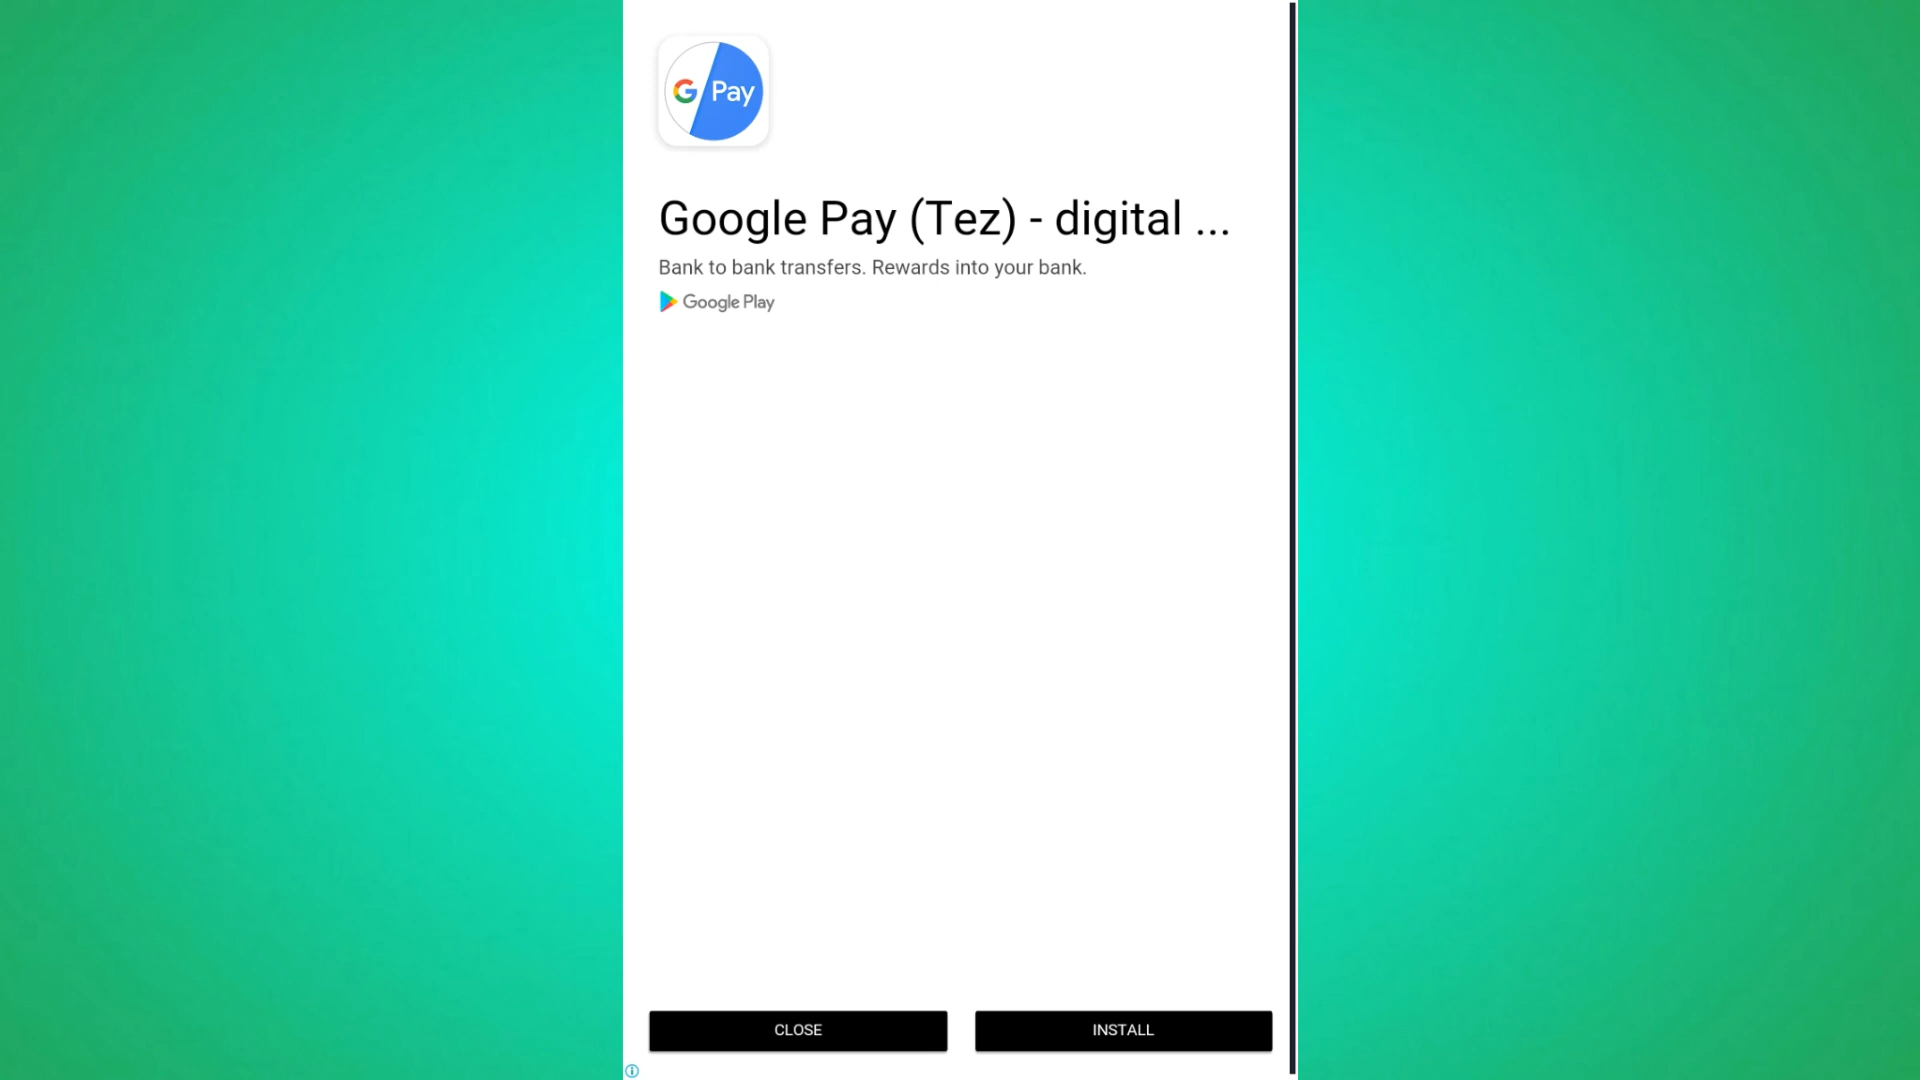 G Pay
Google Pay (Tez) - digital ...
Bank to bank transfers. Rewards into your bank.
Google Play
CLOSE
INSTALL